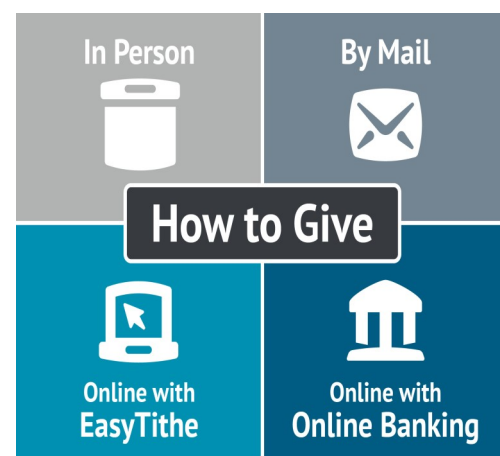 In Person
By Mail
How to Give
Online with
EasyTithe
Online with
Online Banking